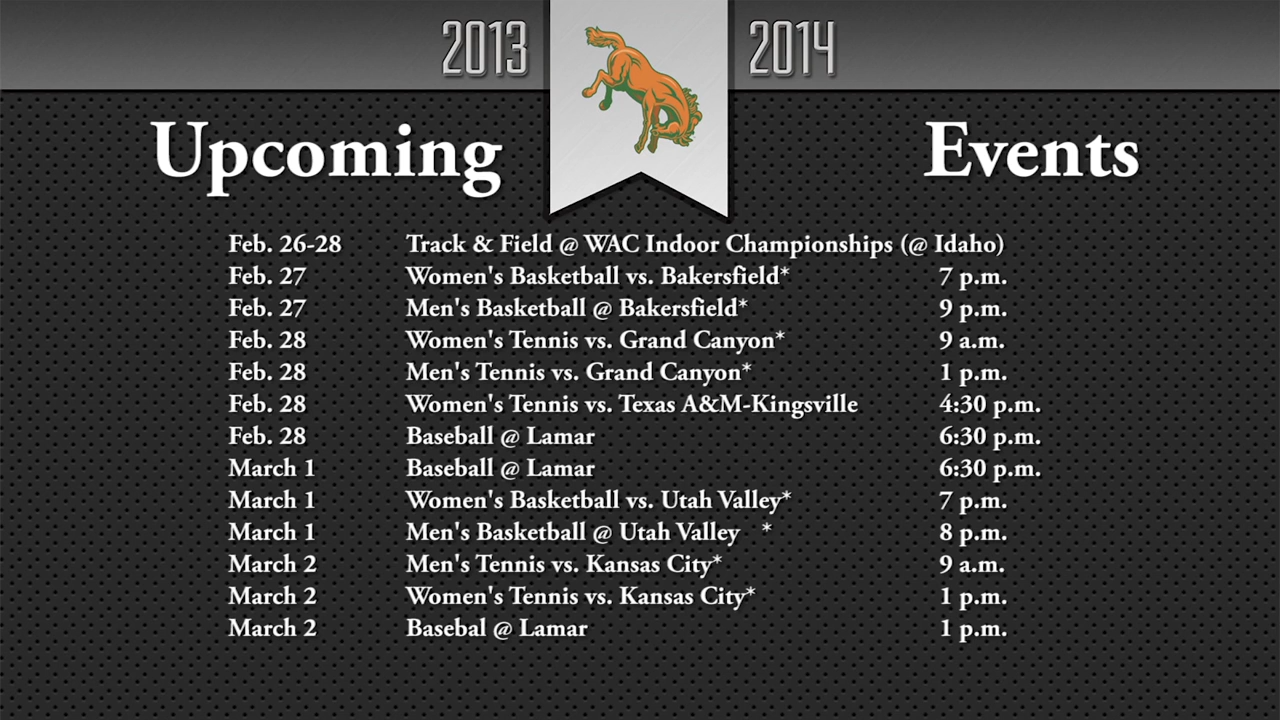 2013 2014
Upcoming Events
Feb. 26-28 Track & Field @ WAC Indoor Championships (@ Idaho)
Feb. 27 Women's Basketball vs. Bakersfield* 7 p.m.
Feb. 27 Men's Basketball @ Bakersfield* 9 p.m.
Feb. 28 Women's Tennis vs. Grand Canyon* 9 a.m.
Feb. 28 Men's Tennis vs. Grand Canyon* 1 p.m.
Feb. 28 Women's Tennis vs. Texas A&M-Kingsville 4:30 p.m.
Feb. 28 Baseball @ Lamar 6:30 p.m.
March 1 Baseball @ Lamar 6:30 p.m.
March 1 Women's Basketball vs. Utah Valley* 7 p.m.
March 1 Men's Basketball @ Utah Valley * 8 p.m.
March 2 Men's Tennis vs. Kansas City* 9 a.m.
March 2 Women's Tennis vs. Kansas City* 1 p.m.
March 2 Basebal @ Lamar 1 p.m.